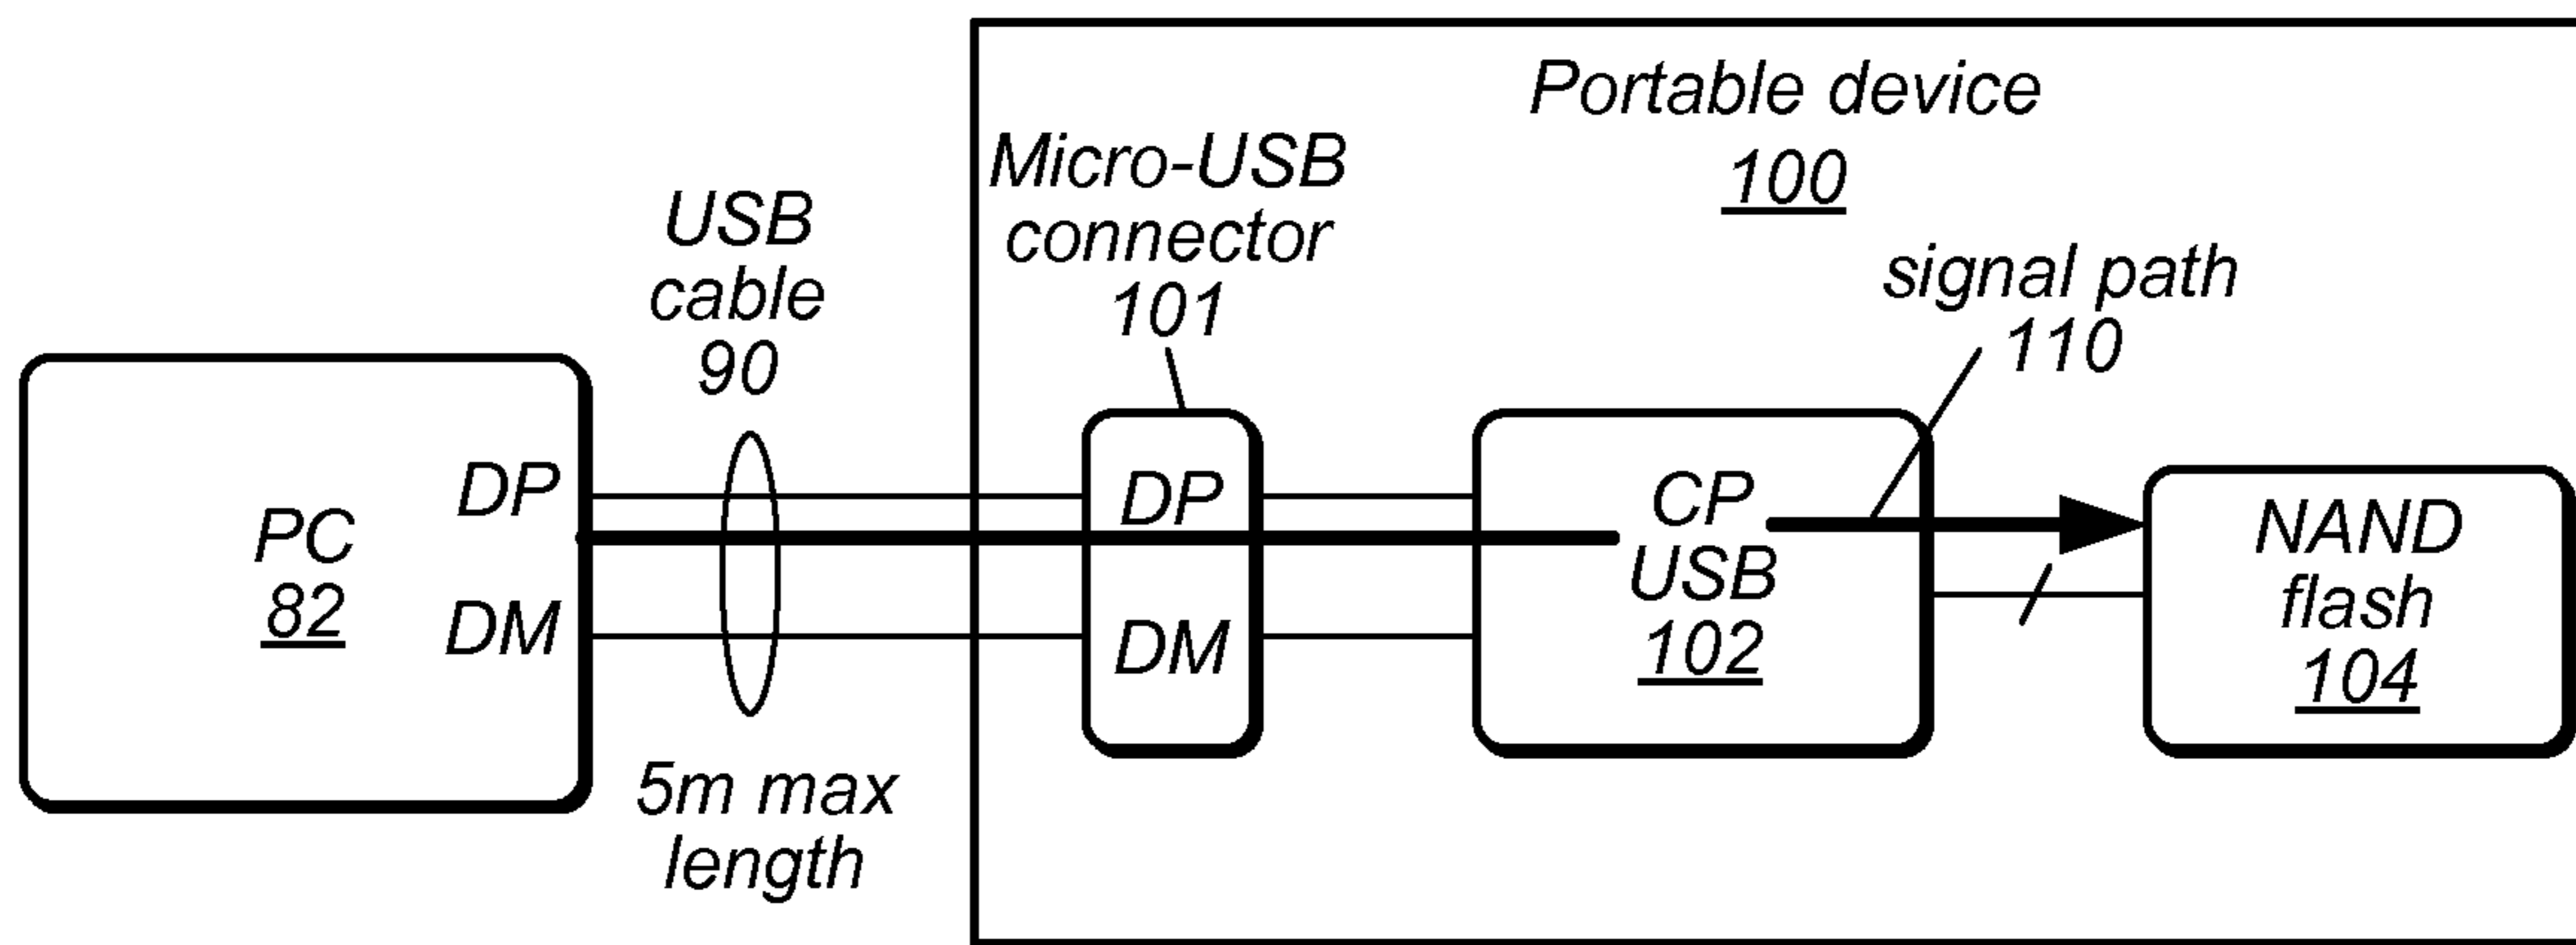 Portable device
100
Micro-USB
connector
101
USB
cable
90
signal path
110
PC
82
DP
DM
DP
DM
CP
USB
102
NAND
flash
104
5m max
length